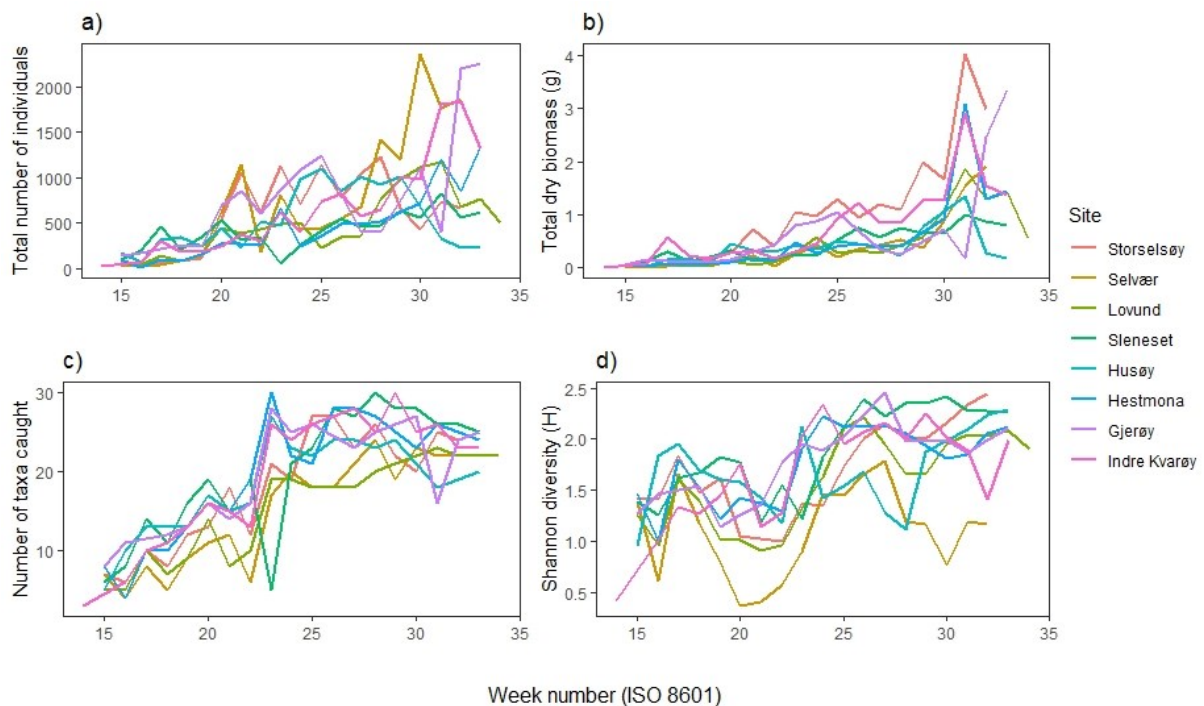 a)
b)
Total number of individuals
2000
1500
1000
500
0
15
20
25
30
35
Total dry biomass (g)
4
3
2
1
0
15
20
25
30
35
c)
d)
Number of taxa caught
30
20
10
15
20
25
30
35
Shannon diversity (H)
2.5
2.0
1.5
1.0
0.5
15
20
25
30
35
Week number (ISO 8601)
Site
Storselsøy
Selvær
Lovund
Sleneset
Husøy
Hestmona
Gjerøy
Indre Kvarøy